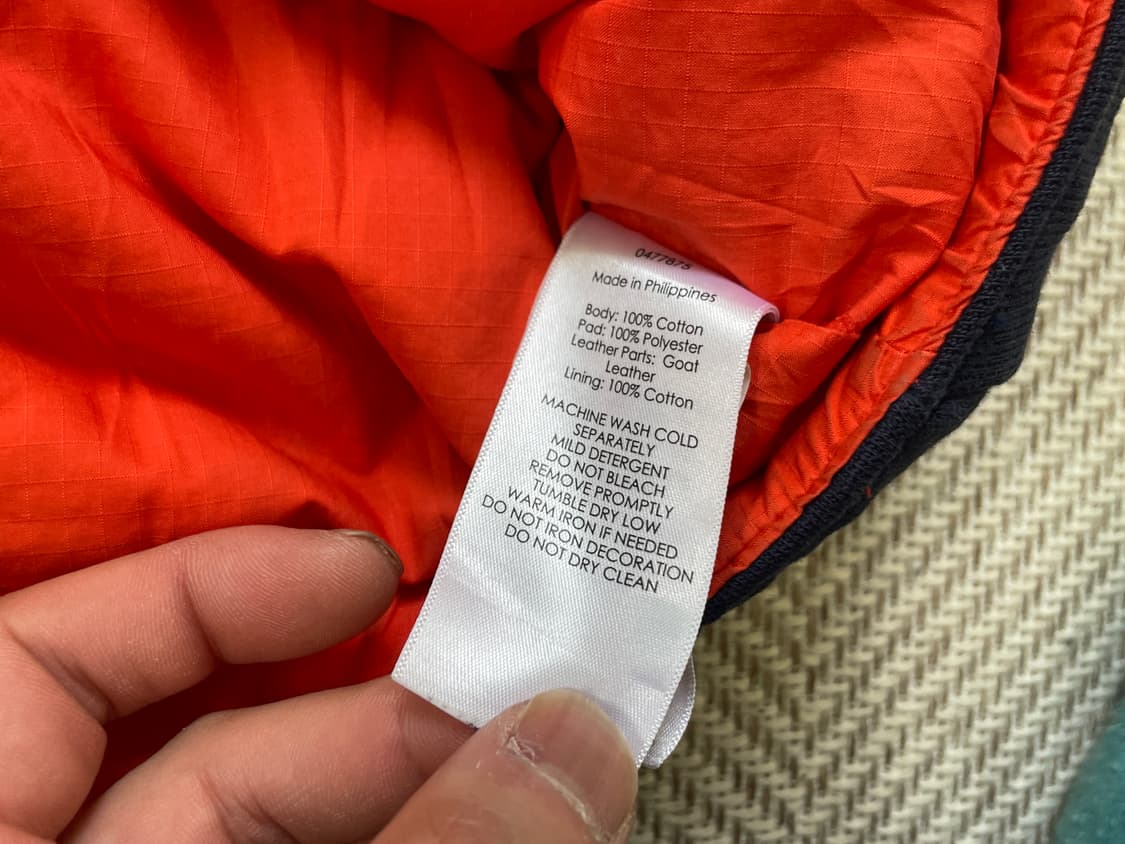 0477875
Made in Philippines
Body: 100% Cotton
Pad: 100% Polyester
Leather Parts: Goat
Leather
Lining: 100% Cotton
MACHINE WASH COLD
SEPARATELY
MILD DETERGENT
DO NOT BLEACH
REMOVE PROMPTLY
TUMBLE DRY LOW
WARM IRON IF NEEDED
DO NOT IRON DECORATION
DO NOT DRY CLEAN